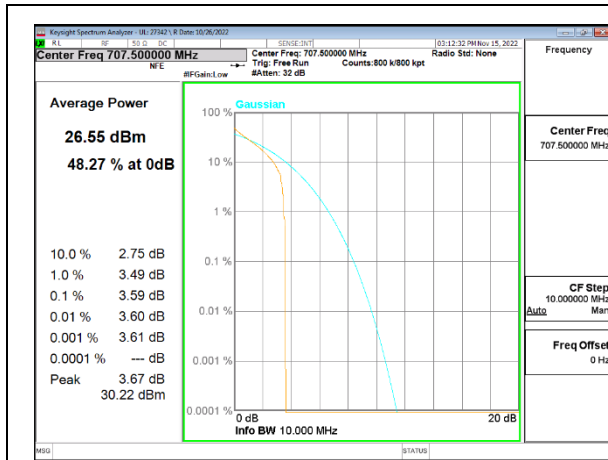 Keysight Spectrum Analyzer - UL: 27342 \ R Date: 10/26/2022
LXI RL RF 50 Ω DC SENSE:INT 03:12:32 PM Nov 15, 2022
Center Freq 707.500000 MHz Center Freq: 707.500000 MHz Radio Std: None Frequency
NFE Trig: Free Run Counts:800 k/800 kpt
#IFGain:Low #Atten: 32 dB
Average Power
26.55 dBm
48.27 % at 0dB
10.0 % 2.75 dB
1.0 % 3.49 dB
0.1 % 3.59 dB
0.01 % 3.60 dB
0.001 % 3.61 dB
0.0001 % --- dB
Peak 3.67 dB
30.22 dBm
Gaussian
100 %
10 %
1 %
0.1 %
0.01 %
0.001 %
0.0001 %
0 dB 20 dB
Info BW 10.000 MHz
Center Freq
707.500000 MHz
CF Step
10.000000 MHz
Auto Man
Freq Offset
0 Hz
MSG STATUS